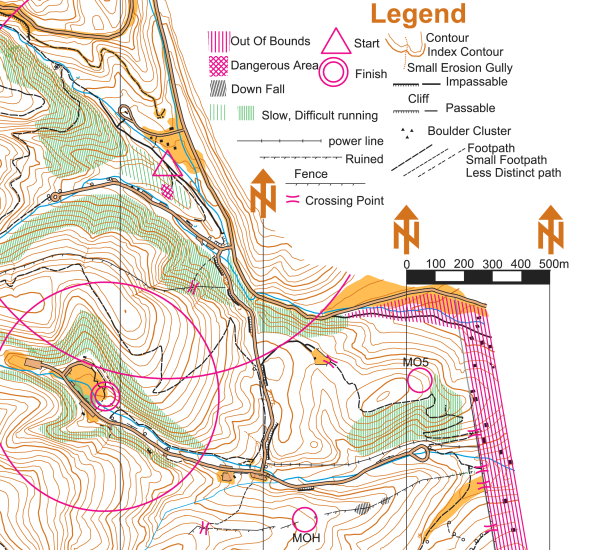 Legend
Out Of Bounds
Dangerous Area
Down Fall
Slow, Difficult running
power line
Ruined
Fence
Crossing Point
Start
Finish
Contour
Index Contour
Small Erosion Gully
Impassable
Cliff
Passable
Boulder Cluster
Footpath
Small Footpath
Less Distinct path
N
N
N
0 100 200 300 400 500m
MO5
MOH